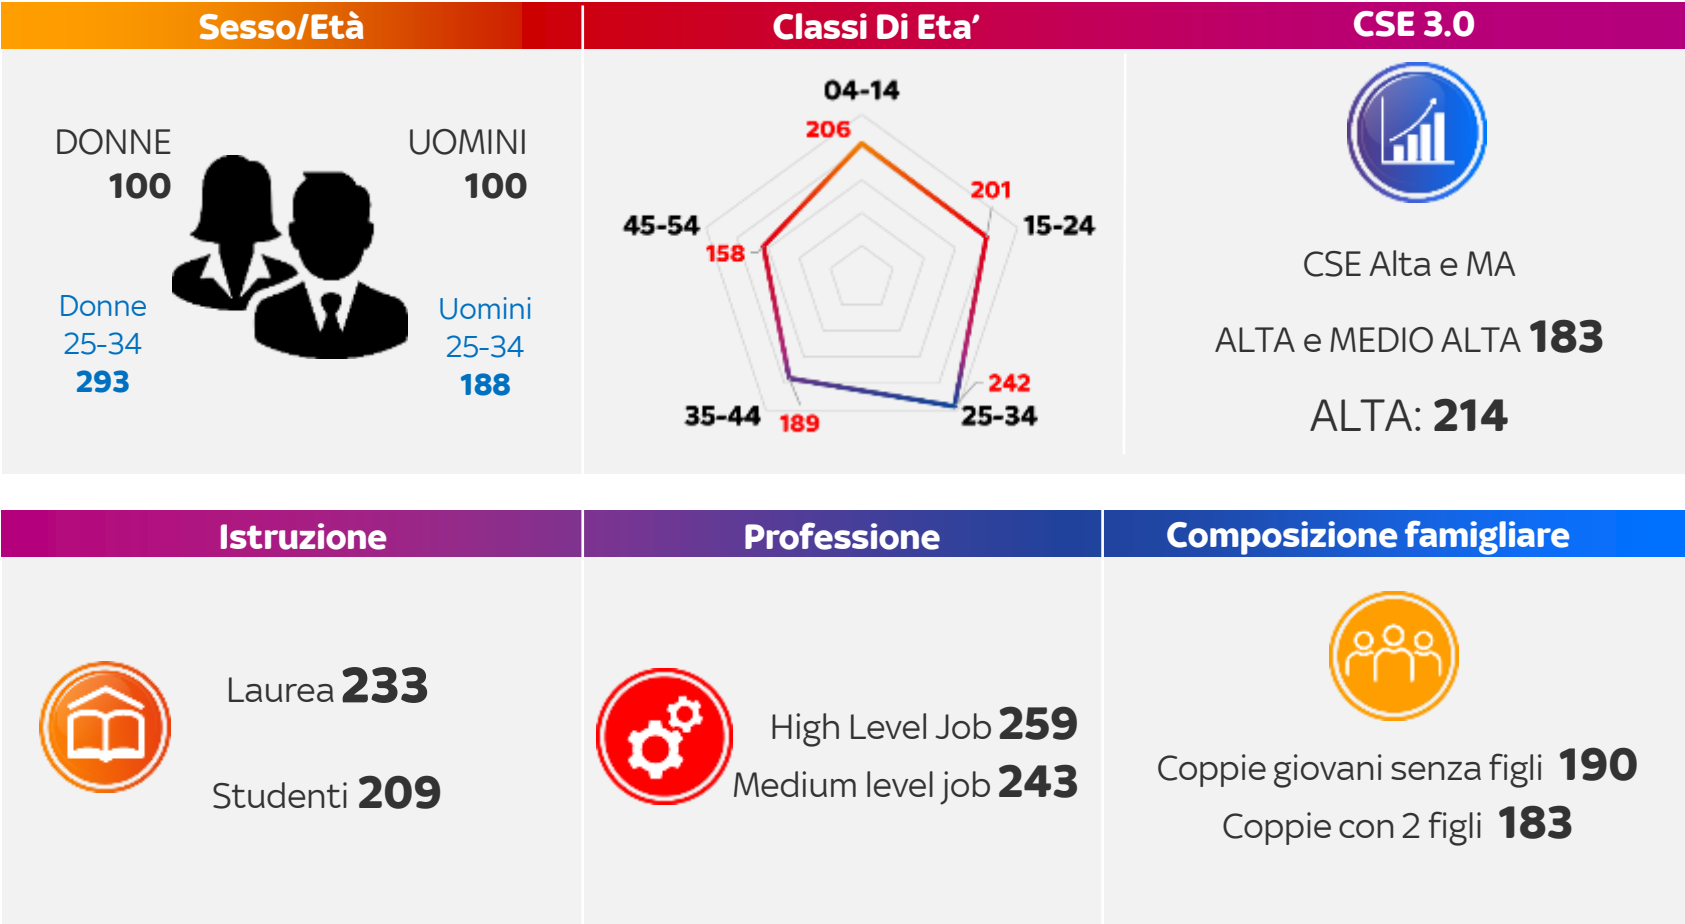 Sesso/Età
DONNE
100
UOMINI
100
Donne
25-34
293
Uomini
25-34
188
Classi Di Eta’
04-14
206
201
15-24
45-54
158
242
25-34
35-44
189
CSE 3.0
CSE Alta e MA
ALTA e MEDIO ALTA 183
ALTA: 214
Istruzione
Laurea 233
Studenti 209
Professione
High Level Job 259
Medium level job 243
Composizione famigliare
Coppie giovani senza figli 190
Coppie con 2 figli 183